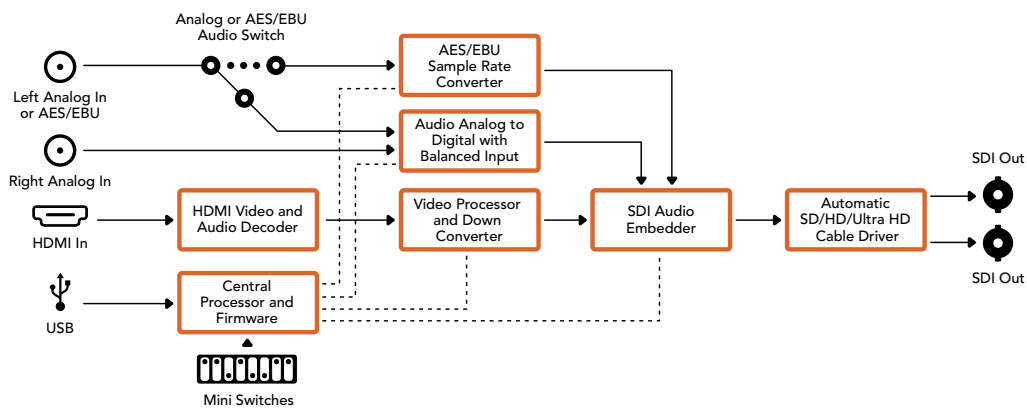 Analog or AES/EBU
Audio Switch
AES/EBU
Sample Rate
Converter
Left Analog In
or AES/EBU
Audio Analog to
Digital with
Balanced Input
Right Analog In
SDI Out
HDMI Video and
Audio Decoder
Video Processor
and Down
Converter
SDI Audio
Embedder
Automatic
SD/HD/Ultra HD
Cable Driver
HDMI In
SDI Out
Central
Processor and
Firmware
USB
Mini Switches